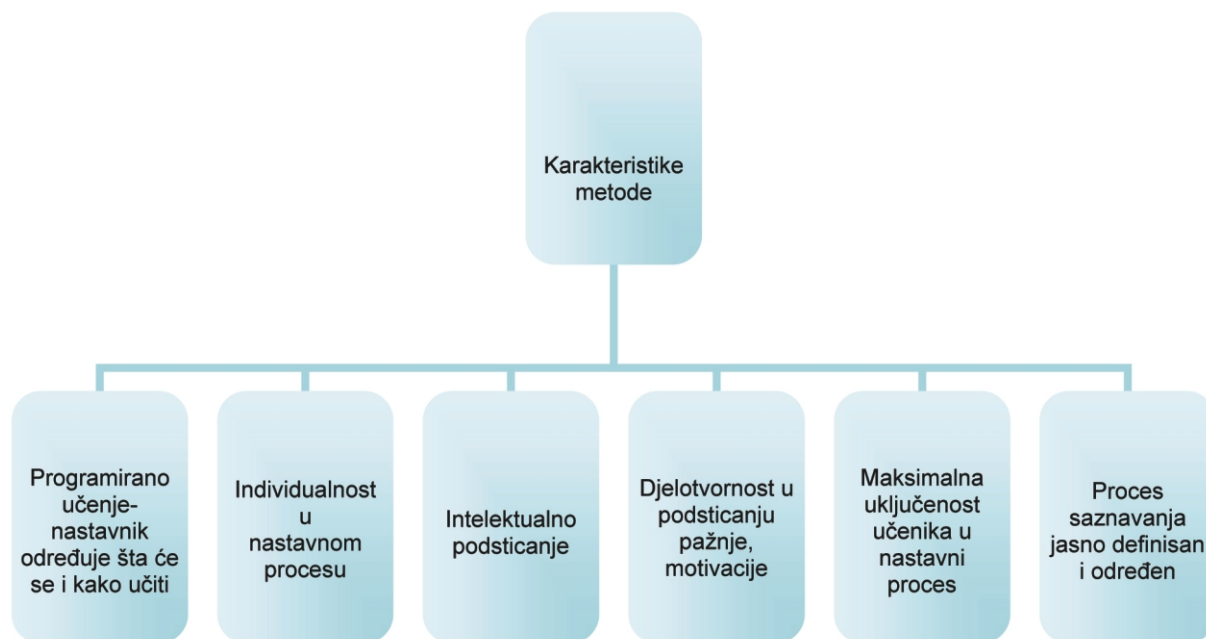 Karakteristike
metode
Programirano
učenje-
nastavnik
određuje šta će
se i kako učiti
Individualnost
u
nastavnom
procesu
Intelektualno
podsticanje
Djelotvornost u
podsticanju
pažnje,
motivacije
Maksimalna
uključenost
učenika u
nastavni
proces
Proces
saznavanja
jasno definisan
i određen